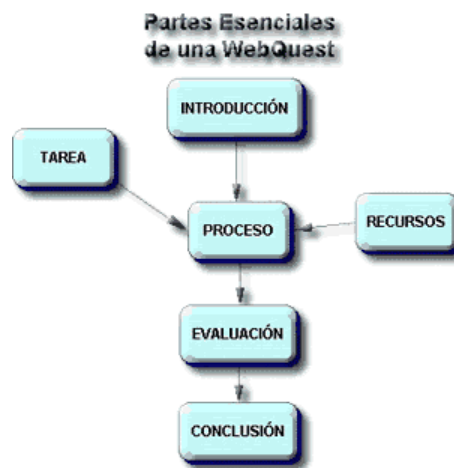 Partes Esenciales
de una WebQuest
INTRODUCCIÓN
TAREA
PROCESO
RECURSOS
EVALUACIÓN
CONCLUSIÓN